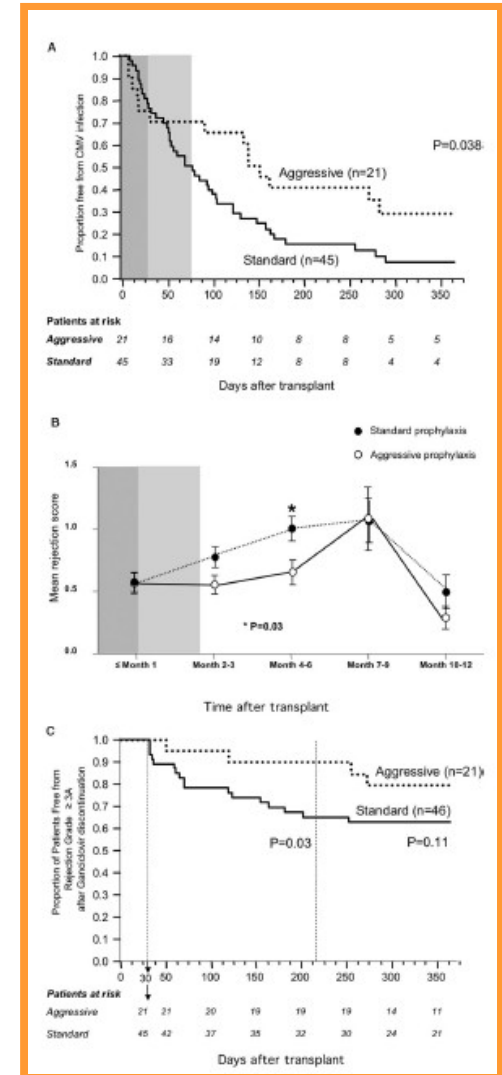 A
Proportion free from CMV infection
1.0
0.9
0.8
0.7
0.6
0.5
0.4
0.3
0.2
0.1
0.0
P=0.038
Aggressive (n=21)
Standard (n=45)
0 50 100 150 200 250 300 350
Patients at risk
Aggressive 21 16 14 10 8 8 5 5
Standard 45 33 19 12 8 8 4 4
Days after transplant
B
Standard prophylaxis
Aggressive prophylaxis
Mean rejection score
1.5
1.0
0.5
0.0
*
* P=0.03
≤ Month 1 Month 2-3 Month 4-6 Month 7-9 Month 10-12
Time after transplant
C
Proportion of Patients Free from
Rejection Grade ≥ 3A
after Ganciclovir discontinuation
1.0
0.9
0.8
0.7
0.6
0.5
0.4
0.3
0.2
0.1
0.0
Aggressive (n=21)
Standard (n=46)
P=0.03 P=0.11
0 30 50 100 150 200 250 300 350
Patients at risk
Aggressive 21 21 20 19 19 19 14 11
Standard 45 42 37 35 32 30 24 21
Days after transplant